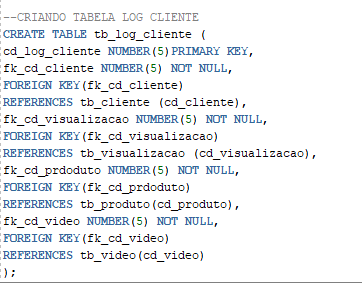 --CRIANDO TABELA LOG CLIENTE
CREATE TABLE tb_log_cliente (
cd_log_cliente NUMBER(5)PRIMARY KEY,
fk_cd_cliente NUMBER(5) NOT NULL,
FOREIGN KEY(fk_cd_cliente)
REFERENCES tb_cliente (cd_cliente),
fk_cd_visualizacao NUMBER(5) NOT NULL,
FOREIGN KEY(fk_cd_visualizacao)
REFERENCES tb_visualizacao (cd_visualizacao),
fk_cd_prdoduto NUMBER(5) NOT NULL,
FOREIGN KEY(fk_cd_prdoduto)
REFERENCES tb_produto(cd_produto),
fk_cd_video NUMBER(5) NOT NULL,
FOREIGN KEY(fk_cd_video)
REFERENCES tb_video(cd_video)
);